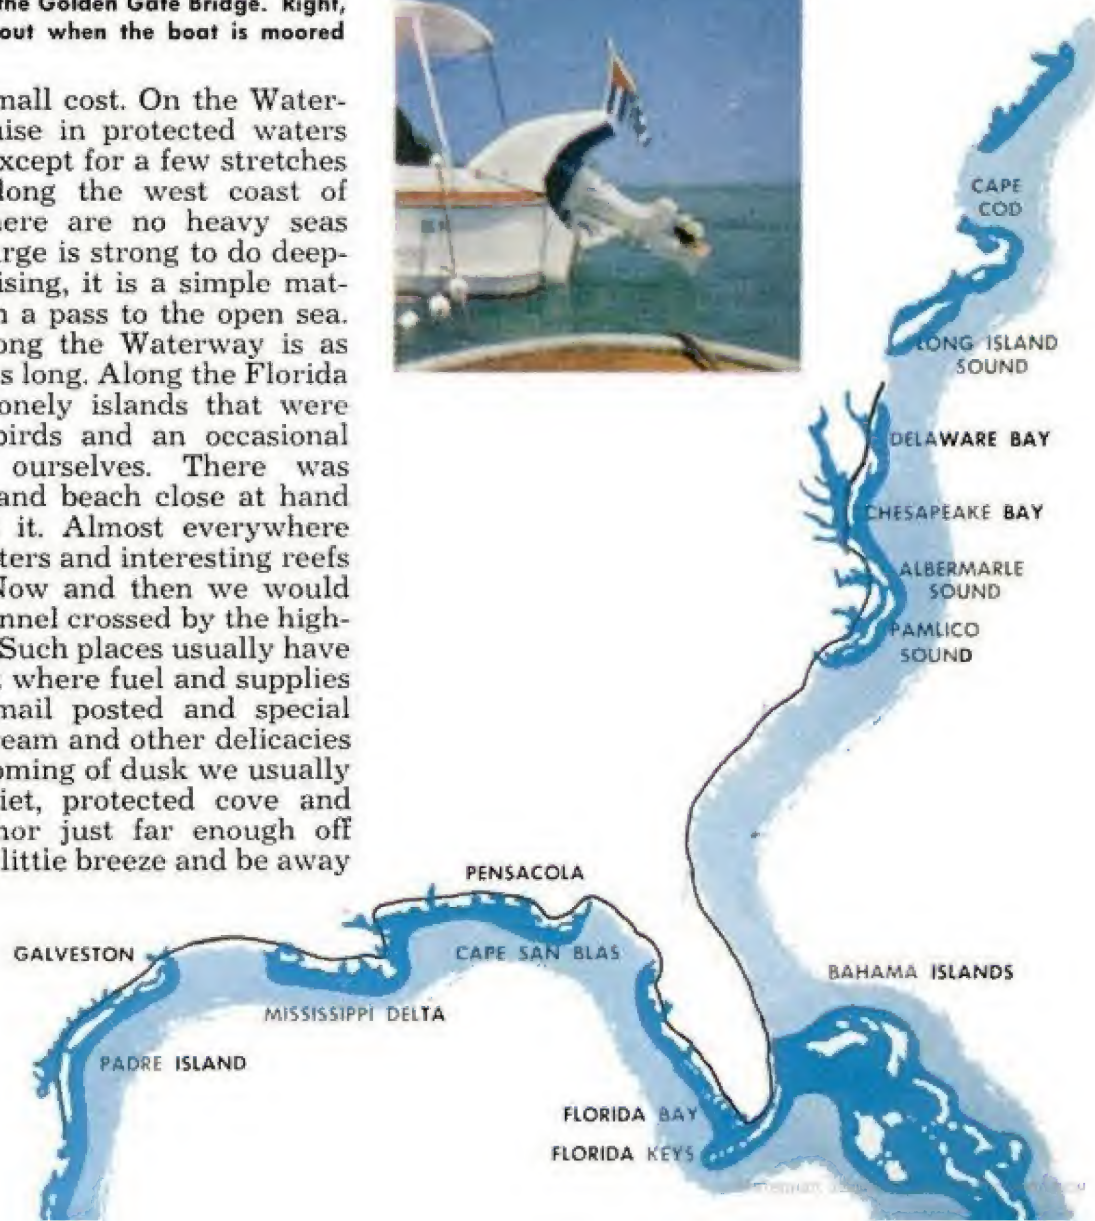 the Golden Gate Bridge. Right,
out when the boat is moored
mall cost. On the Water-
ise in protected waters
xcept for a few stretches
long the west coast of
here are no heavy seas
rge is strong to do deep-
ising, it is a simple mat-
n a pass to the open sea.
ong the Waterway is as
s long. Along the Florida
onely islands that were
birds and an occasional
ourselves. There was
and beach close at hand
it. Almost everywhere
ters and interesting reefs
Now and then we would
nnel crossed by the high-
Such places usually have
where fuel and supplies
mail posted and special
ream and other delicacies
oming of dusk we usually
iet, protected cove and
hor just far enough off
little breeze and be away
CAPE
COD
LONG ISLAND
SOUND
DELAWARE BAY
CHESAPEAKE BAY
ALBERMARLE
SOUND
PAMLICO
SOUND
PENSACOLA
GALVESTON
CAPE SAN BLAS
BAHAMA ISLANDS
MISSISSIPPI DELTA
PADRE ISLAND
FLORIDA BAY
FLORIDA KEYS